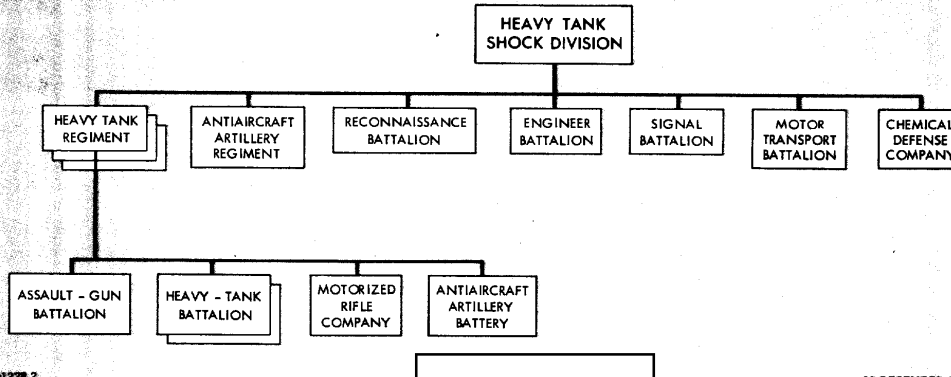 HEAVY TANK
SHOCK DIVISION
HEAVY TANK
REGIMENT
ANTIAIRCRAFT
ARTILLERY
REGIMENT
RECONNAISSANCE
BATTALION
ENGINEER
BATTALION
SIGNAL
BATTALION
MOTOR
TRANSPORT
BATTALION
CHEMICAL
DEFENSE
COMPANY
ASSAULT - GUN
BATTALION
HEAVY - TANK
BATTALION
MOTORIZED
RIFLE
COMPANY
ANTIAIRCRAFT
ARTILLERY
BATTERY